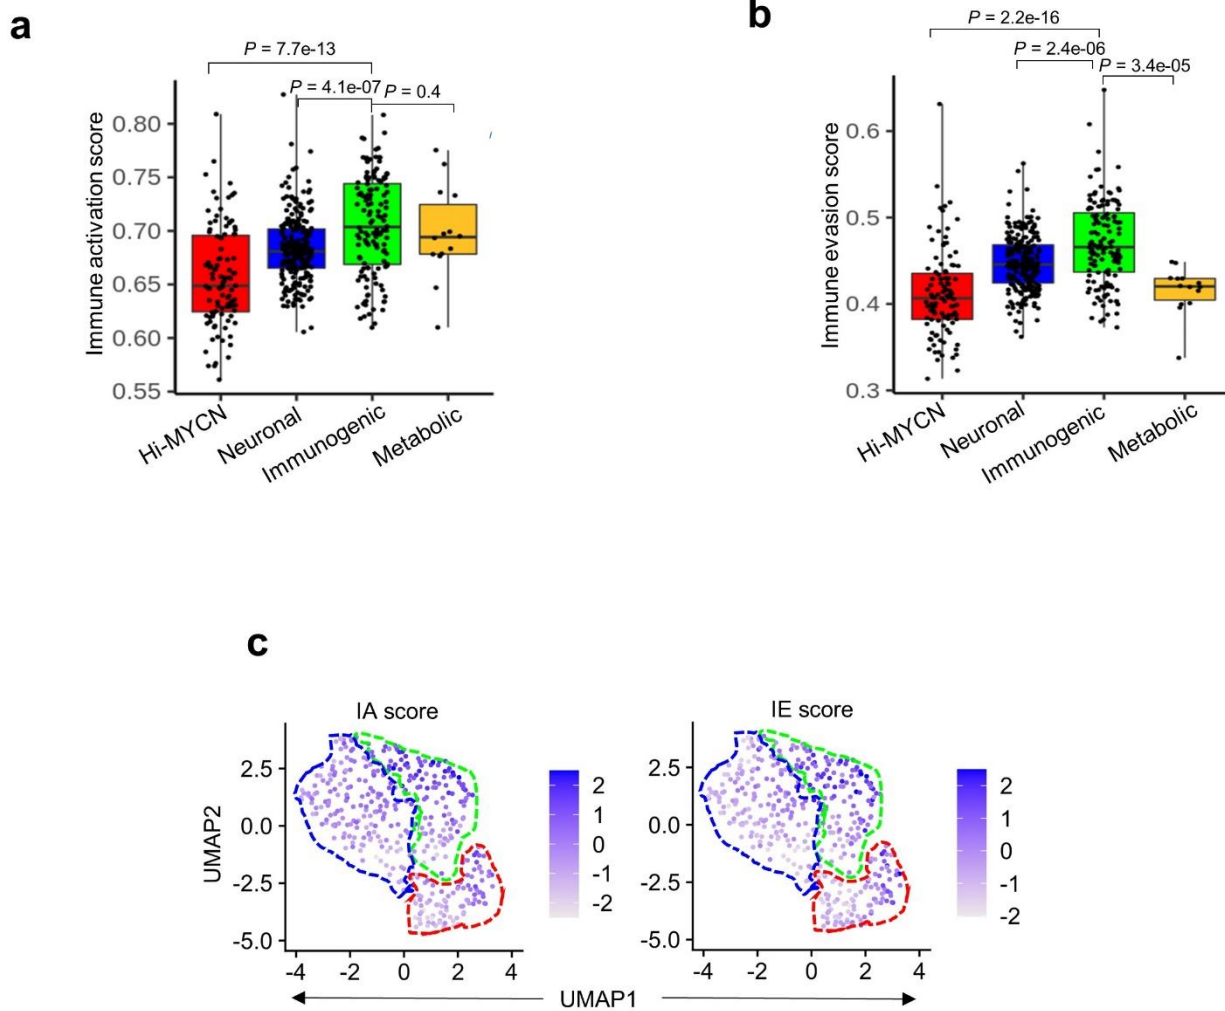 a
P = 7.7e-13
P = 4.1e-07
P = 0.4
Immune activation score
0.80
0.75
0.70
0.65
0.60
0.55
Hi-MYCN
Neuronal
Immunogenic
Metabolic
b
P = 2.2e-16
P = 2.4e-06
P = 3.4e-05
Immune evasion score
0.6
0.5
0.4
0.3
Hi-MYCN
Neuronal
Immunogenic
Metabolic
c
IA score
UMAP2
2.5
0.0
-2.5
-5.0
-4 -2 0 2 4
2
1
0
-1
-2
IE score
2.5
0.0
-2.5
-5.0
-4 -2 0 2 4
2
1
0
-1
-2
UMAP1